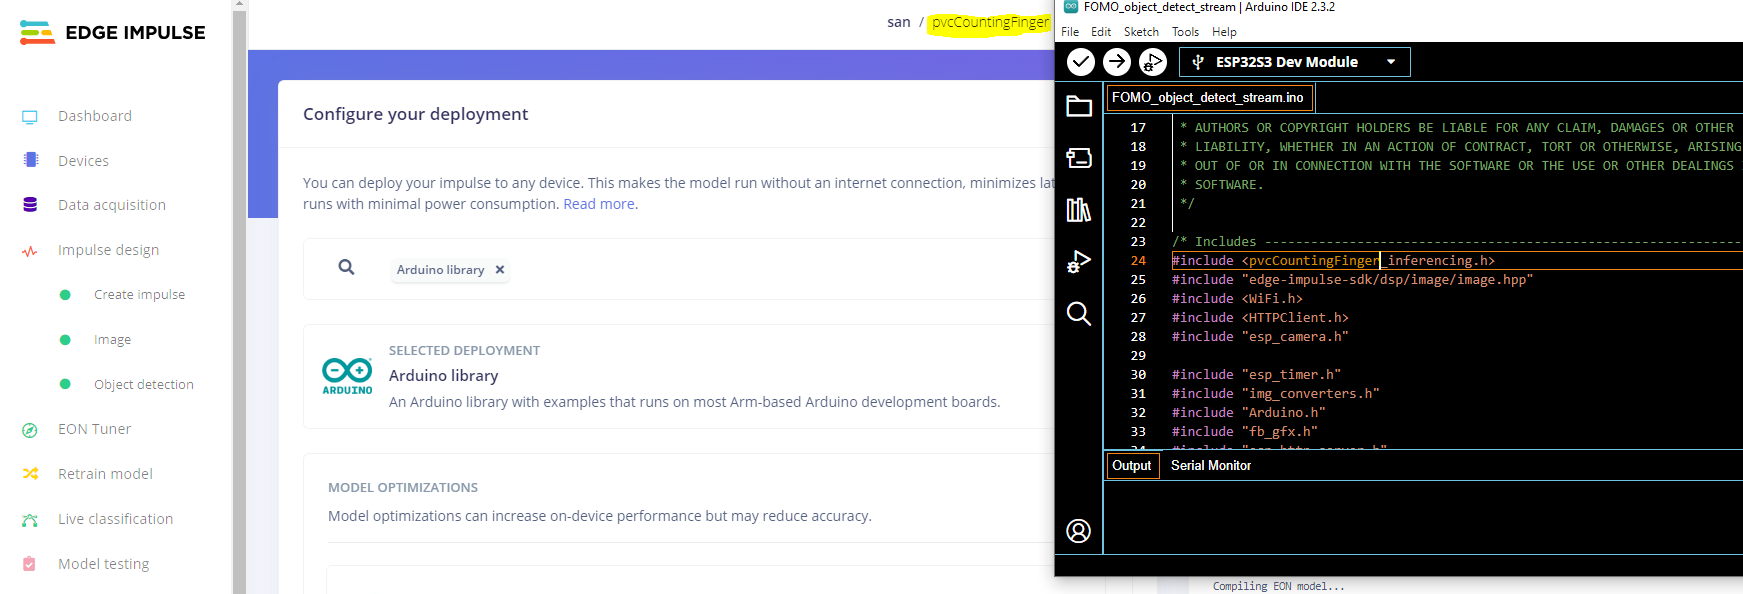 EDGE IMPULSE
Dashboard
Devices
Data acquisition
Impulse design
Create impulse
Image
Object detection
EON Tuner
Retrain model
Live classification
Model testing
san / pvcCountingFinger
Configure your deployment
You can deploy your impulse to any device. This makes the model run without an internet connection, minimizes
runs with minimal power consumption. Read more.
Arduino library ×
ARDUINO
SELECTED DEPLOYMENT
Arduino library
An Arduino library with examples that runs on most Arm-based Arduino development boards.
MODEL OPTIMIZATIONS
Model optimizations can increase on-device performance but may reduce accuracy.
Compiling EON model...
FOMO_object_detect_stream | Arduino IDE 2.3.2
File Edit Sketch Tools Help
ESP32S3 Dev Module
FOMO_object_detect_stream.ino
17 * AUTHORS OR COPYRIGHT HOLDERS BE LIABLE FOR ANY CLAIM, DAMAGES OR OTHER
18 * LIABILITY, WHETHER IN AN ACTION OF CONTRACT, TORT OR OTHERWISE, ARISING
19 * OUT OF OR IN CONNECTION WITH THE SOFTWARE OR THE USE OR OTHER DEALINGS
20 * SOFTWARE.
21 */
22
23 /* Includes ----------------------------------------------------------------
24 #include <pvcCountingFinger_inferencing.h>
25 #include "edge-impulse-sdk/dsp/image/image.hpp"
26 #include <WiFi.h>
27 #include <HTTPClient.h>
28 #include "esp_camera.h"
29
30 #include "esp_timer.h"
31 #include "img_converters.h"
32 #include "Arduino.h"
33 #include "fb_gfx.h"
Output Serial Monitor